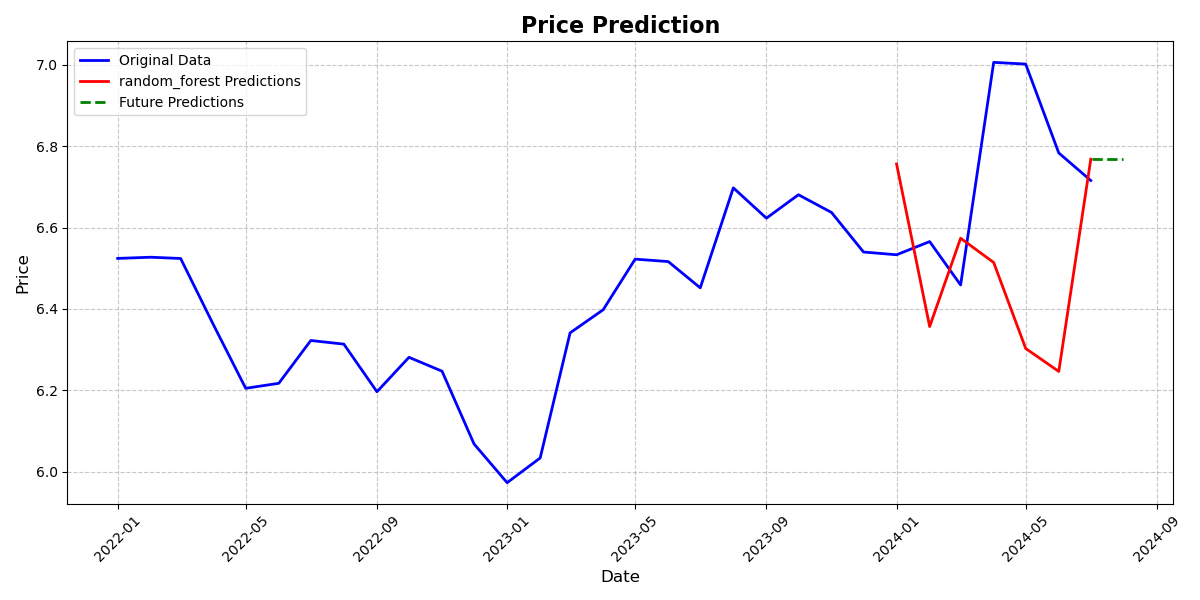 Price Prediction
Original Data
random_forest Predictions
Future Predictions
7.0
6.8
6.6
6.4
6.2
6.0
Price
2022-01
2022-05
2022-09
2023-01
2023-05
2023-09
2024-01
2024-05
2024-09
Date